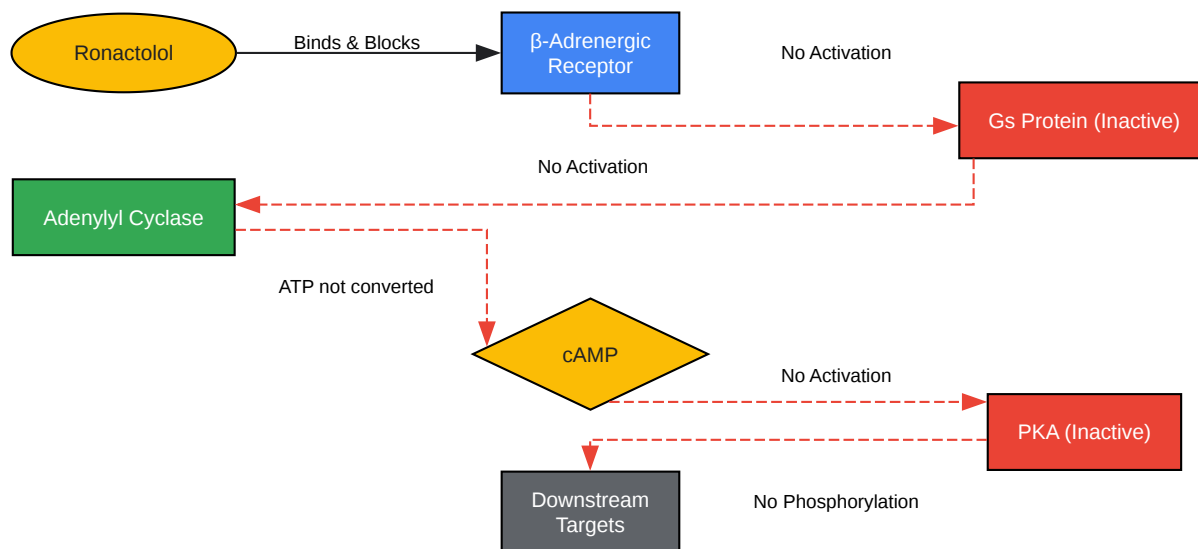 Ronactolol
Binds & Blocks
β-Adrenergic
Receptor
No Activation
Gs Protein (Inactive)
No Activation
Adenylyl Cyclase
ATP not converted
cAMP
No Activation
PKA (Inactive)
Downstream
Targets
No Phosphorylation